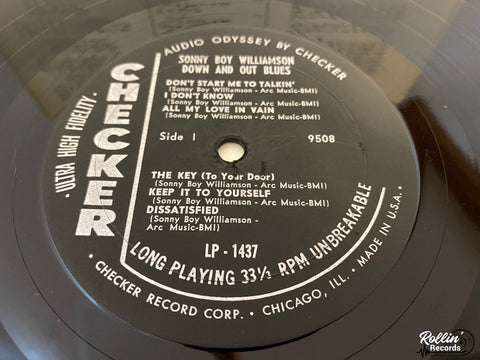 AUDIO ODYSSEY BY CHECKER
SONNY BOY WILLIAMSON
DOWN AND OUT BLUES
DON'T START ME TO TALKIN'
(Sonny Boy Williamson - Arc Music-BMI)
I DON'T KNOW
(Sonny Boy Williamson - Arc Music-BMI)
ALL MY LOVE IN VAIN
(Sonny Boy Williamson - Arc Music-BMI)
Side 1
9508
THE KEY (To Your Door)
(Sonny Boy Williamson - Arc Music-BMI)
KEEP IT TO YOURSELF
(Sonny Boy Williamson - Arc Music-BMI)
DISSATISFIED
(Sonny Boy Williamson -
Arc Music-BMI)
LP - 1437
LONG PLAYING 33⅓ RPM UNBREAKABLE
· ULTRA HIGH FIDELITY ·
CHECKER
· CHECKER RECORD CORP. · CHICAGO, ILL. · MADE IN U.S.A. ·
Rollin'
Records